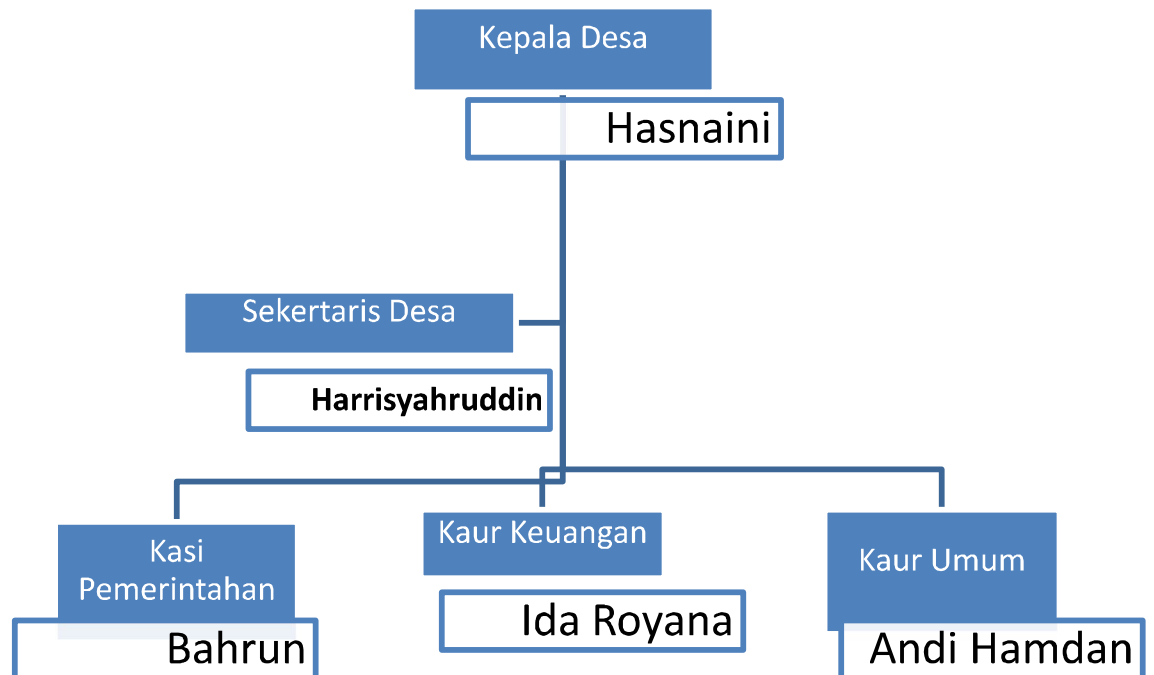 Kepala Desa
Hasnaini
Sekertaris Desa
Harrisyahruddin
Kasi
Pemerintahan
Bahrun
Kaur Keuangan
Ida Royana
Kaur Umum
Andi Hamdan